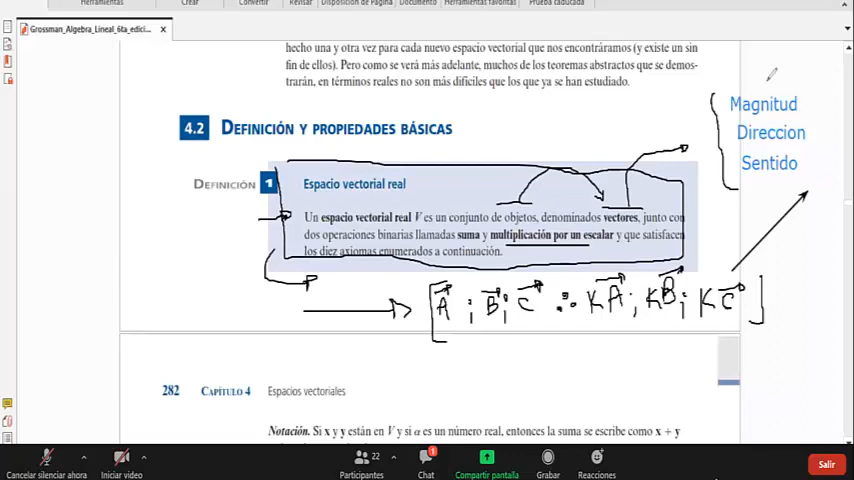 Herramientas Crear Convertir Revisar Disposición de Página Documento Herramientas favoritas Prueba caducada
Grossman_Algebra_Lineal_6ta_edici...
hecho una y otra vez para cada nuevo espacio vectorial que nos encontráramos (y existe un sin
fin de ellos). Pero como se verá más adelante, muchos de los teoremas abstractos que se demos-
trarán, en términos reales no son más difíciles que los que ya se han estudiado.
Magnitud
Direccion
Sentido
4.2 DEFINICIÓN Y PROPIEDADES BÁSICAS
DEFINICIÓN 1 Espacio vectorial real
Un espacio vectorial real V es un conjunto de objetos, denominados vectores, junto con
dos operaciones binarias llamadas suma y multiplicación por un escalar y que satisfacen
los diez axiomas enumerados a continuación.
[A⃗ ; B⃗ ; C⃗ ∴ KA⃗ ; KB⃗ ; KC⃗]
282 CAPÍTULO 4 Espacios vectoriales
Notación. Si x y y están en V y si α es un número real, entonces la suma se escribe como x + y
Cancelar silenciar ahora Iniciar video Participantes 22 Chat 1 Compartir pantalla Grabar Reacciones Salir